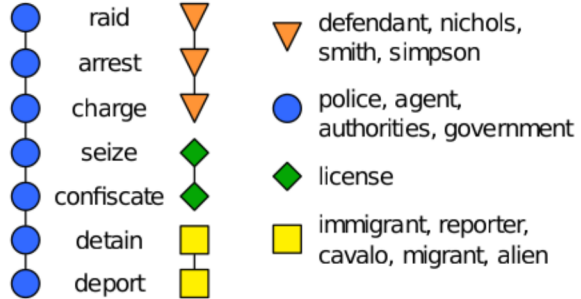 raid
arrest
charge
seize
confiscate
detain
deport
defendant, nichols,
smith, simpson
police, agent,
authorities, government
license
immigrant, reporter,
cavalo, migrant, alien